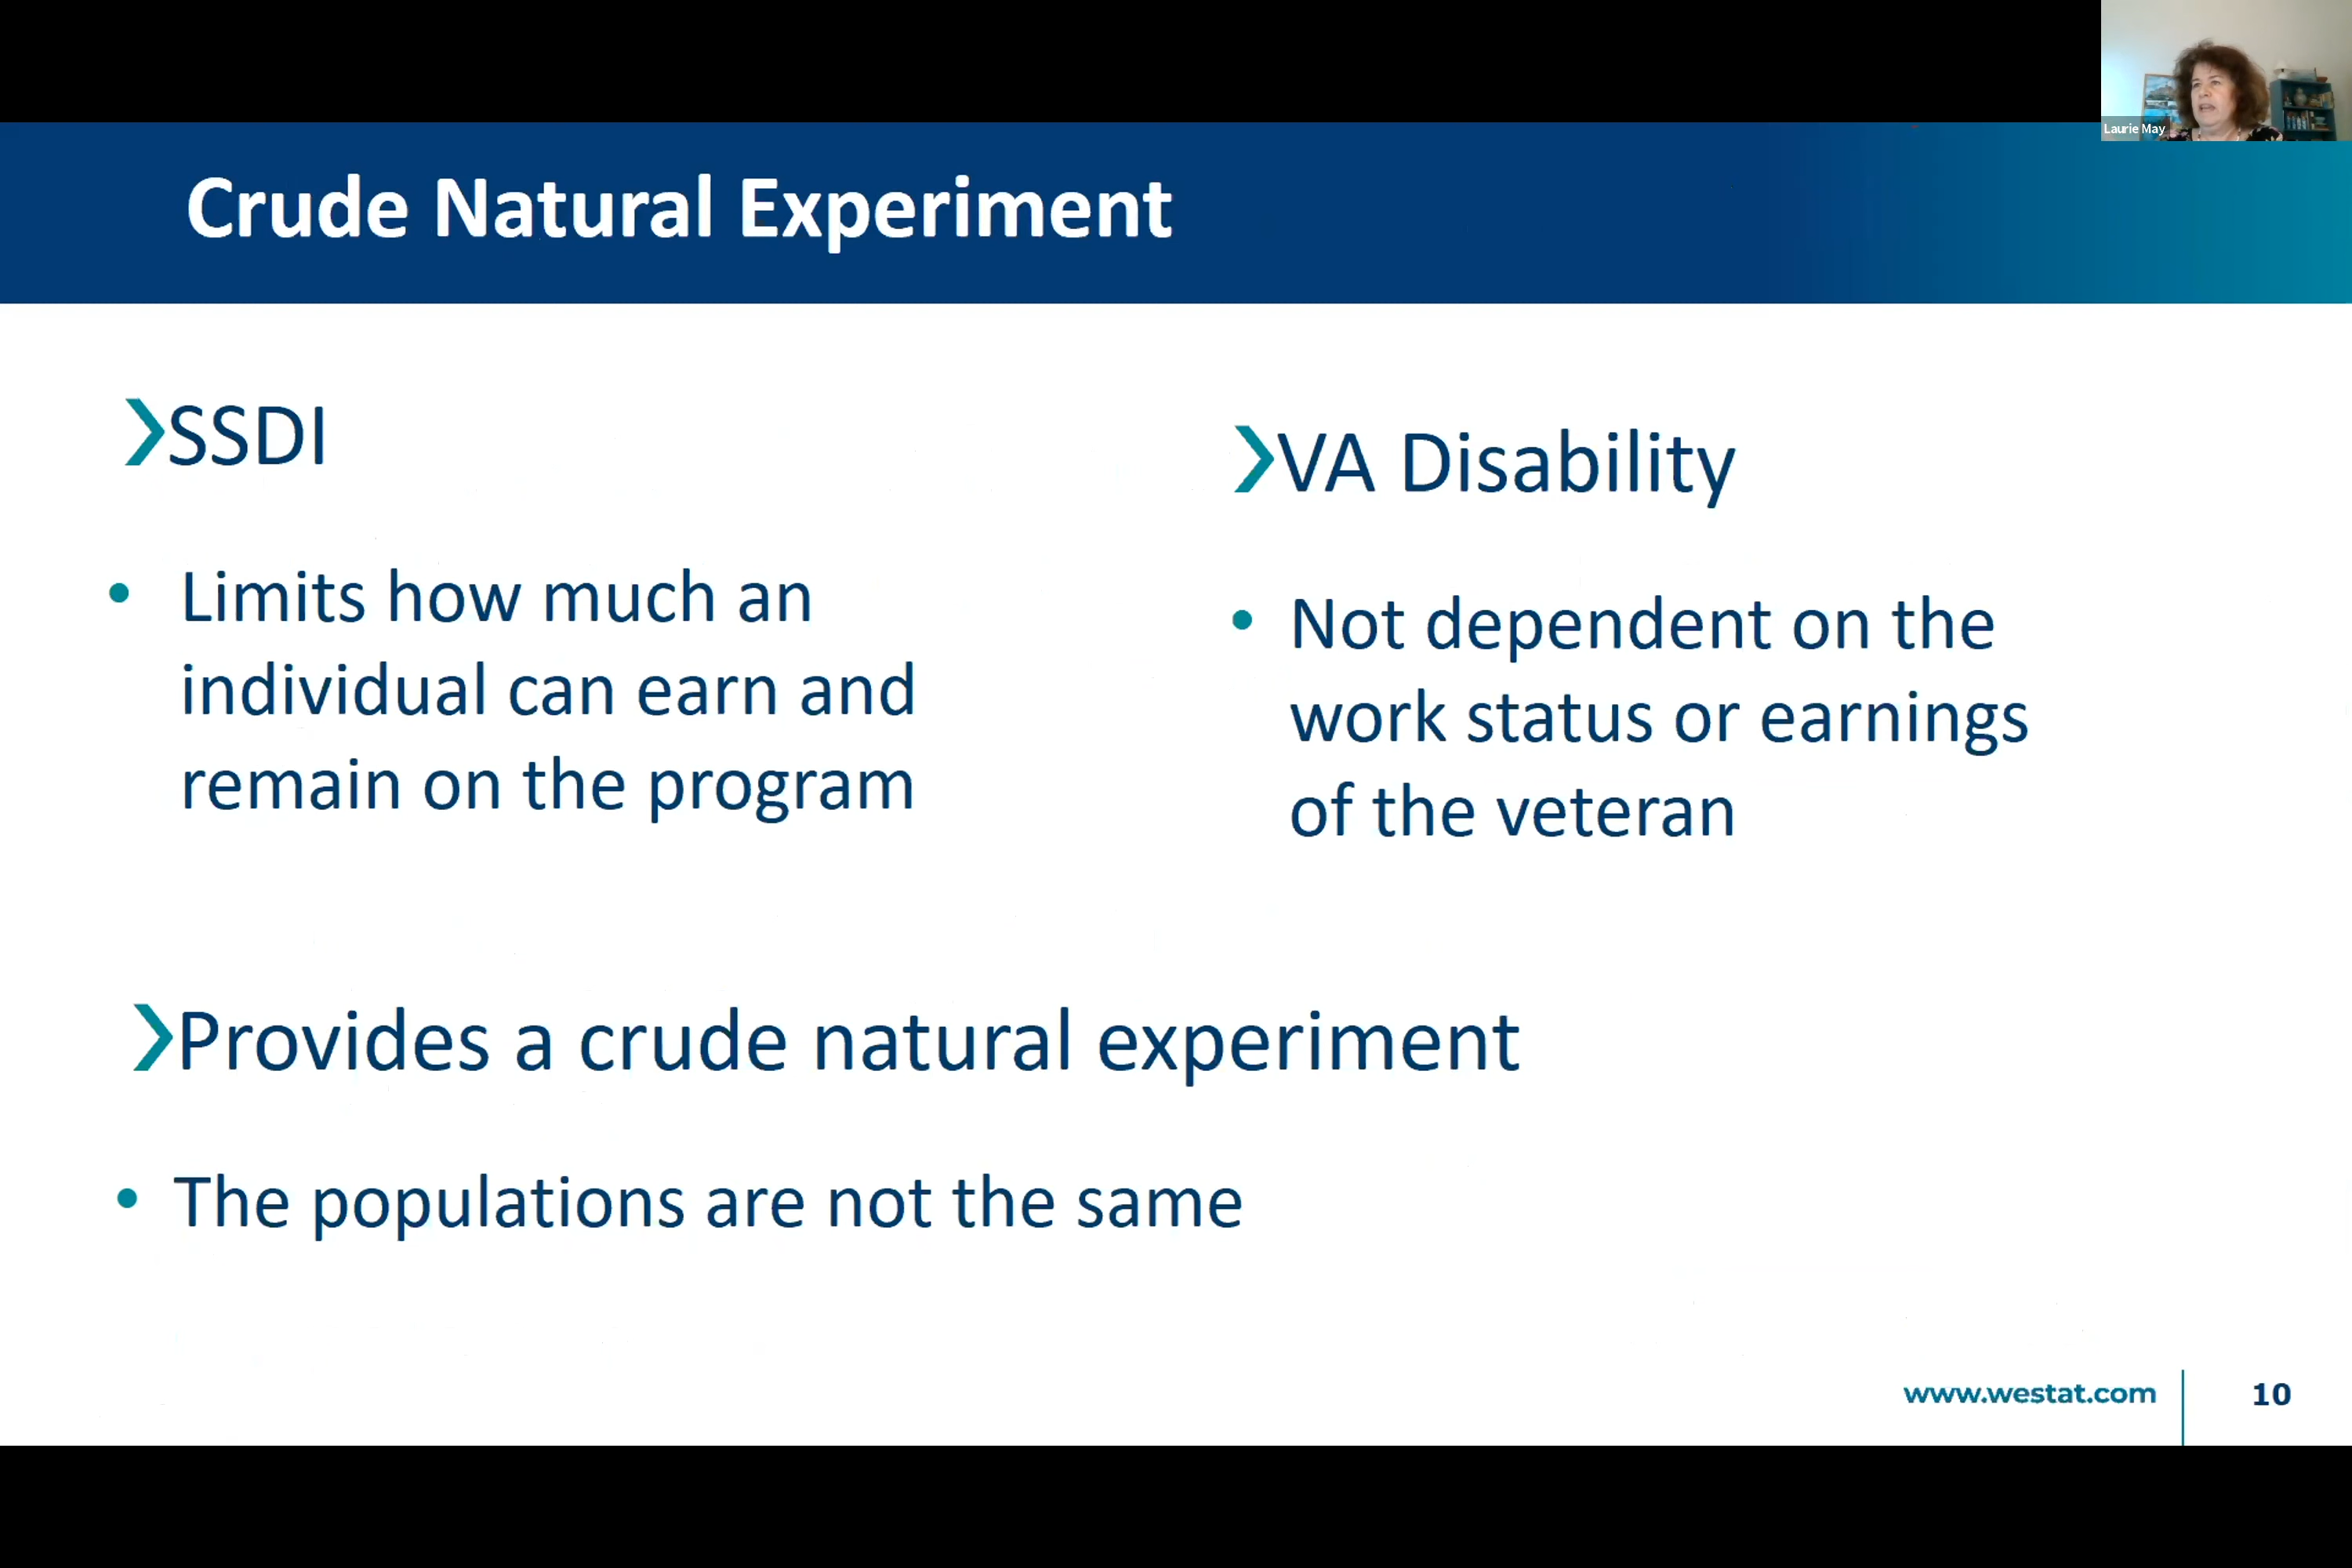 Laurie May
Crude Natural Experiment
SSDI
Limits how much an
individual can earn and
remain on the program
VA Disability
Not dependent on the
work status or earnings
of the veteran
Provides a crude natural experiment
The populations are not the same
www.westat.com
10